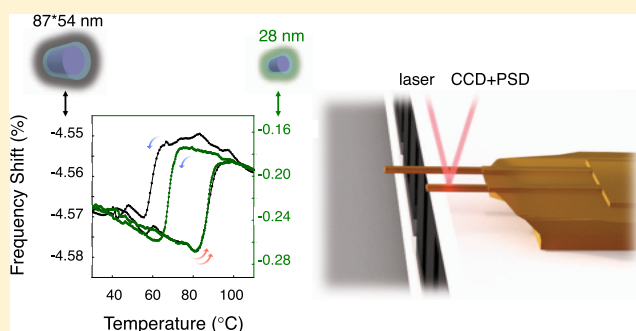 87*54 nm
28 nm
laser CCD+PSD
Frequency Shift (%)
-4.55
-4.56
-4.57
-4.58
-0.16
-0.20
-0.24
-0.28
40 60 80 100
Temperature (°C)